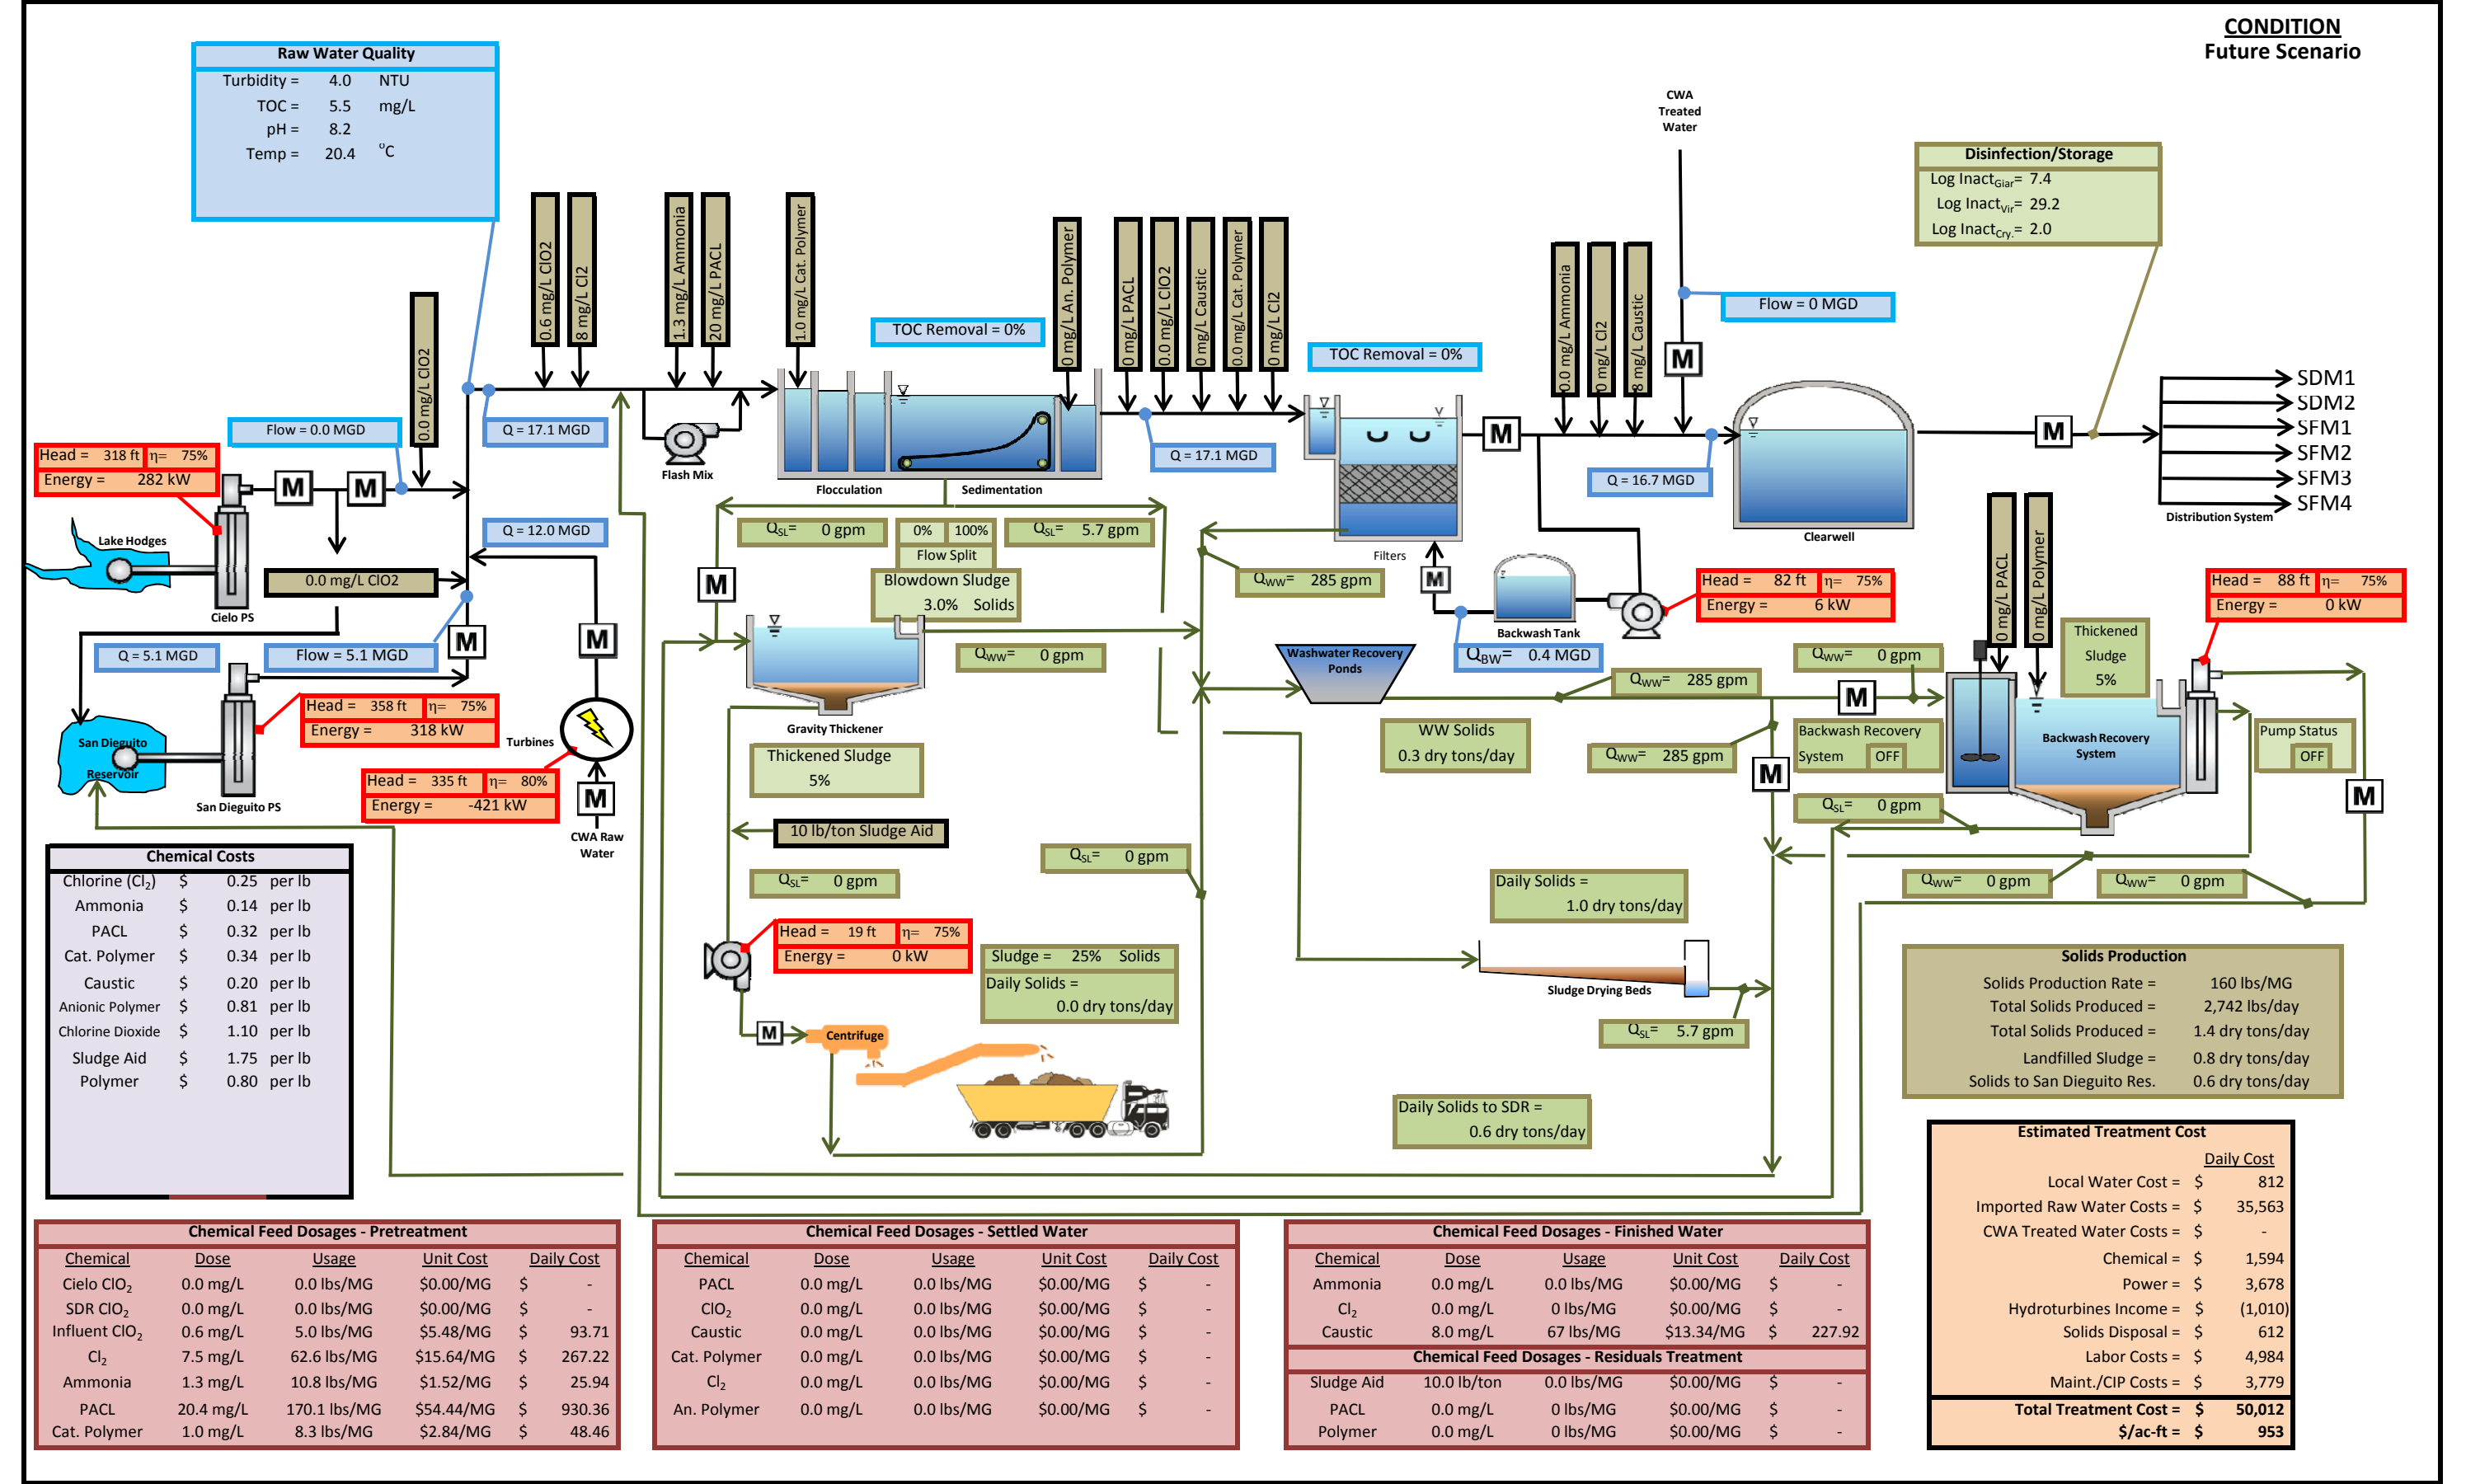 CONDITION
Future Scenario
Raw Water Quality
Turbidity = 4.0 NTU
TOC = 5.5 mg/L
pH = 8.2
Temp = 20.4 °C
CWA
Treated
Water
Flow = 0 MGD
Disinfection/Storage
Log Inact Giar = 7.4
Log Inact Vir = 29.2
Log Inact Cry. = 2.0
0.0 mg/L ClO2
0.6 mg/L ClO2
8 mg/L Cl2
1.3 mg/L Ammonia
20 mg/L PACL
1.0 mg/L Cat. Polymer
TOC Removal = 0%
0 mg/L An. Polymer
0 mg/L PACL
0.0 mg/L ClO2
0 mg/L Caustic
0.0 mg/L Cat. Polymer
0 mg/L Cl2
TOC Removal = 0%
0.0 mg/L Ammonia
0 mg/L Cl2
8 mg/L Caustic
M
SDM1
SDM2
SFM1
SFM2
SFM3
SFM4
Distribution System
M
Flow = 0.0 MGD
Q = 17.1 MGD
Flash Mix
Flocculation
Sedimentation
Q = 17.1 MGD
M
Q = 16.7 MGD
Clearwell
Head = 318 ft η= 75%
Energy = 282 kW
M
M
Lake Hodges
Cielo PS
0.0 mg/L ClO2
Q = 12.0 MGD
Q = 5.1 MGD
Flow = 5.1 MGD
M
M
San Dieguito
Reservoir
San Dieguito PS
Head = 358 ft η= 75%
Energy = 318 kW
Turbines
Head = 335 ft η= 80%
Energy = -421 kW
M
CWA Raw
Water
QSL= 0 gpm
0% 100%
Flow Split
QSL= 5.7 gpm
M
Blowdown Sludge
3.0% Solids
QWW= 0 gpm
Gravity Thickener
Thickened Sludge
5%
10 lb/ton Sludge Aid
QSL= 0 gpm
QSL= 0 gpm
Head = 19 ft η= 75%
Energy = 0 kW
Sludge = 25% Solids
Daily Solids =
0.0 dry tons/day
M
Centrifuge
Filters
QWW= 285 gpm
M
Backwash Tank
QBW= 0.4 MGD
Head = 82 ft η= 75%
Energy = 6 kW
Washwater Recovery
Ponds
QWW= 285 gpm
WW Solids
0.3 dry tons/day
QWW= 285 gpm
M
QWW= 0 gpm
M
Backwash Recovery
System OFF
QSL= 0 gpm
0 mg/L PACL
0 mg/L Polymer
Thickened
Sludge
5%
Backwash Recovery
System
Head = 88 ft η= 75%
Energy = 0 kW
Pump Status
OFF
M
QWW= 0 gpm
QWW= 0 gpm
Daily Solids =
1.0 dry tons/day
Sludge Drying Beds
QSL= 5.7 gpm
Daily Solids to SDR =
0.6 dry tons/day
Solids Production
Solids Production Rate = 160 lbs/MG
Total Solids Produced = 2,742 lbs/day
Total Solids Produced = 1.4 dry tons/day
Landfilled Sludge = 0.8 dry tons/day
Solids to San Dieguito Res. 0.6 dry tons/day
Chemical Costs
Chlorine (Cl2) $ 0.25 per lb
Ammonia $ 0.14 per lb
PACL $ 0.32 per lb
Cat. Polymer $ 0.34 per lb
Caustic $ 0.20 per lb
Anionic Polymer $ 0.81 per lb
Chlorine Dioxide $ 1.10 per lb
Sludge Aid $ 1.75 per lb
Polymer $ 0.80 per lb
Estimated Treatment Cost
Daily Cost
Local Water Cost = $ 812
Imported Raw Water Costs = $ 35,563
CWA Treated Water Costs = $ -
Chemical = $ 1,594
Power = $ 3,678
Hydroturbines Income = $ (1,010)
Solids Disposal = $ 612
Labor Costs = $ 4,984
Maint./CIP Costs = $ 3,779
Total Treatment Cost = $ 50,012
$/ac-ft = $ 953
Chemical Feed Dosages - Pretreatment
Chemical Dose Usage Unit Cost Daily Cost
Cielo ClO2 0.0 mg/L 0.0 lbs/MG $0.00/MG $ -
SDR ClO2 0.0 mg/L 0.0 lbs/MG $0.00/MG $ -
Influent ClO2 0.6 mg/L 5.0 lbs/MG $5.48/MG $ 93.71
Cl2 7.5 mg/L 62.6 lbs/MG $15.64/MG $ 267.22
Ammonia 1.3 mg/L 10.8 lbs/MG $1.52/MG $ 25.94
PACL 20.4 mg/L 170.1 lbs/MG $54.44/MG $ 930.36
Cat. Polymer 1.0 mg/L 8.3 lbs/MG $2.84/MG $ 48.46
Chemical Feed Dosages - Settled Water
Chemical Dose Usage Unit Cost Daily Cost
PACL 0.0 mg/L 0.0 lbs/MG $0.00/MG $ -
ClO2 0.0 mg/L 0.0 lbs/MG $0.00/MG $ -
Caustic 0.0 mg/L 0.0 lbs/MG $0.00/MG $ -
Cat. Polymer 0.0 mg/L 0.0 lbs/MG $0.00/MG $ -
Cl2 0.0 mg/L 0.0 lbs/MG $0.00/MG $ -
An. Polymer 0.0 mg/L 0.0 lbs/MG $0.00/MG $ -
Chemical Feed Dosages - Finished Water
Chemical Dose Usage Unit Cost Daily Cost
Ammonia 0.0 mg/L 0.0 lbs/MG $0.00/MG $ -
Cl2 0.0 mg/L 0 lbs/MG $0.00/MG $ -
Caustic 8.0 mg/L 67 lbs/MG $13.34/MG $ 227.92
Chemical Feed Dosages - Residuals Treatment
Sludge Aid 10.0 lb/ton 0.0 lbs/MG $0.00/MG $ -
PACL 0.0 mg/L 0 lbs/MG $0.00/MG $ -
Polymer 0.0 mg/L 0 lbs/MG $0.00/MG $ -